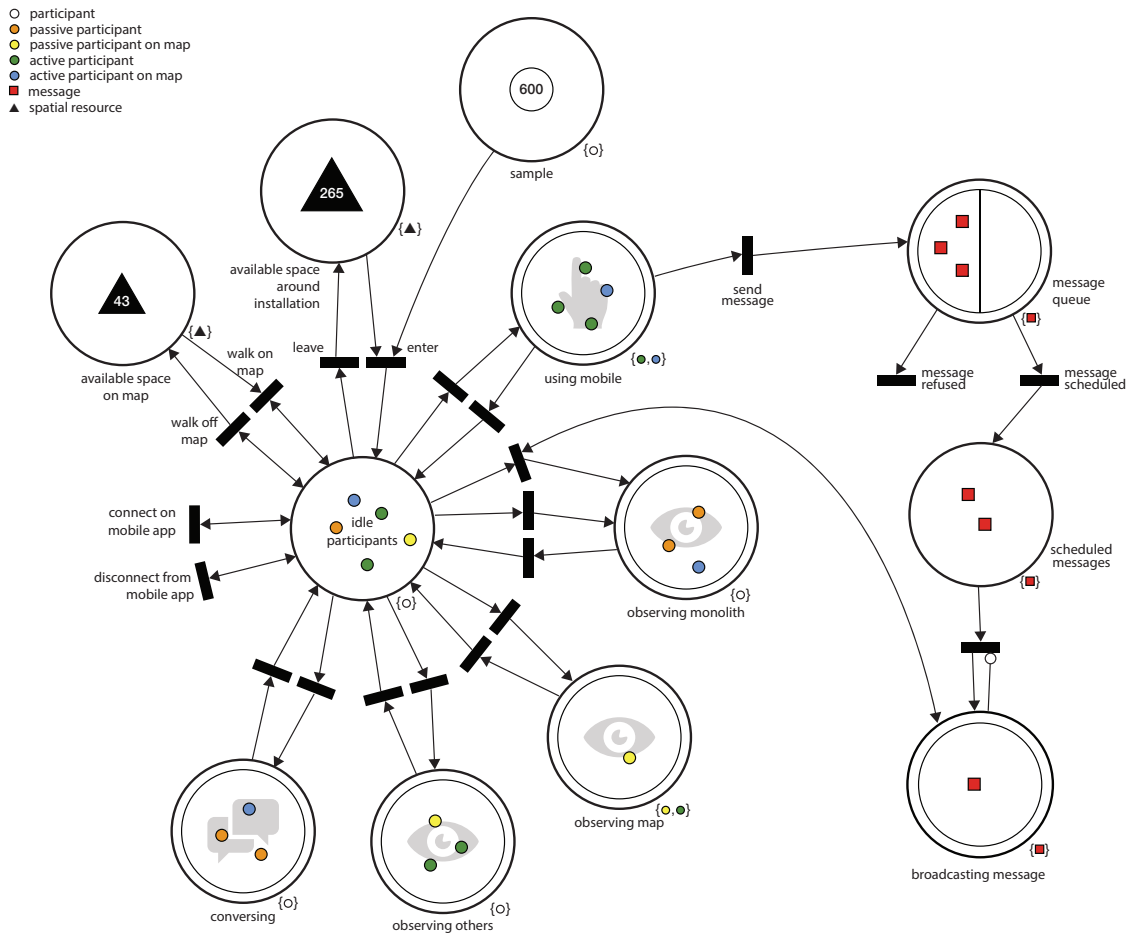 participant
passive participant
passive participant on map
active participant
active participant on map
message
spatial resource
600
{○}
sample
265
{▲}
available space
around
installation
43
{▲}
available space
on map
walk on
map
walk off
map
leave
enter
{●,●}
using mobile
send
message
message
queue
{■}
message
refused
message
scheduled
connect on
mobile app
disconnect from
mobile app
idle
participants
{○}
{○}
observing monolith
scheduled
messages
{■}
{●,●}
observing map
{■}
broadcasting message
{○}
conversing
{○}
observing others